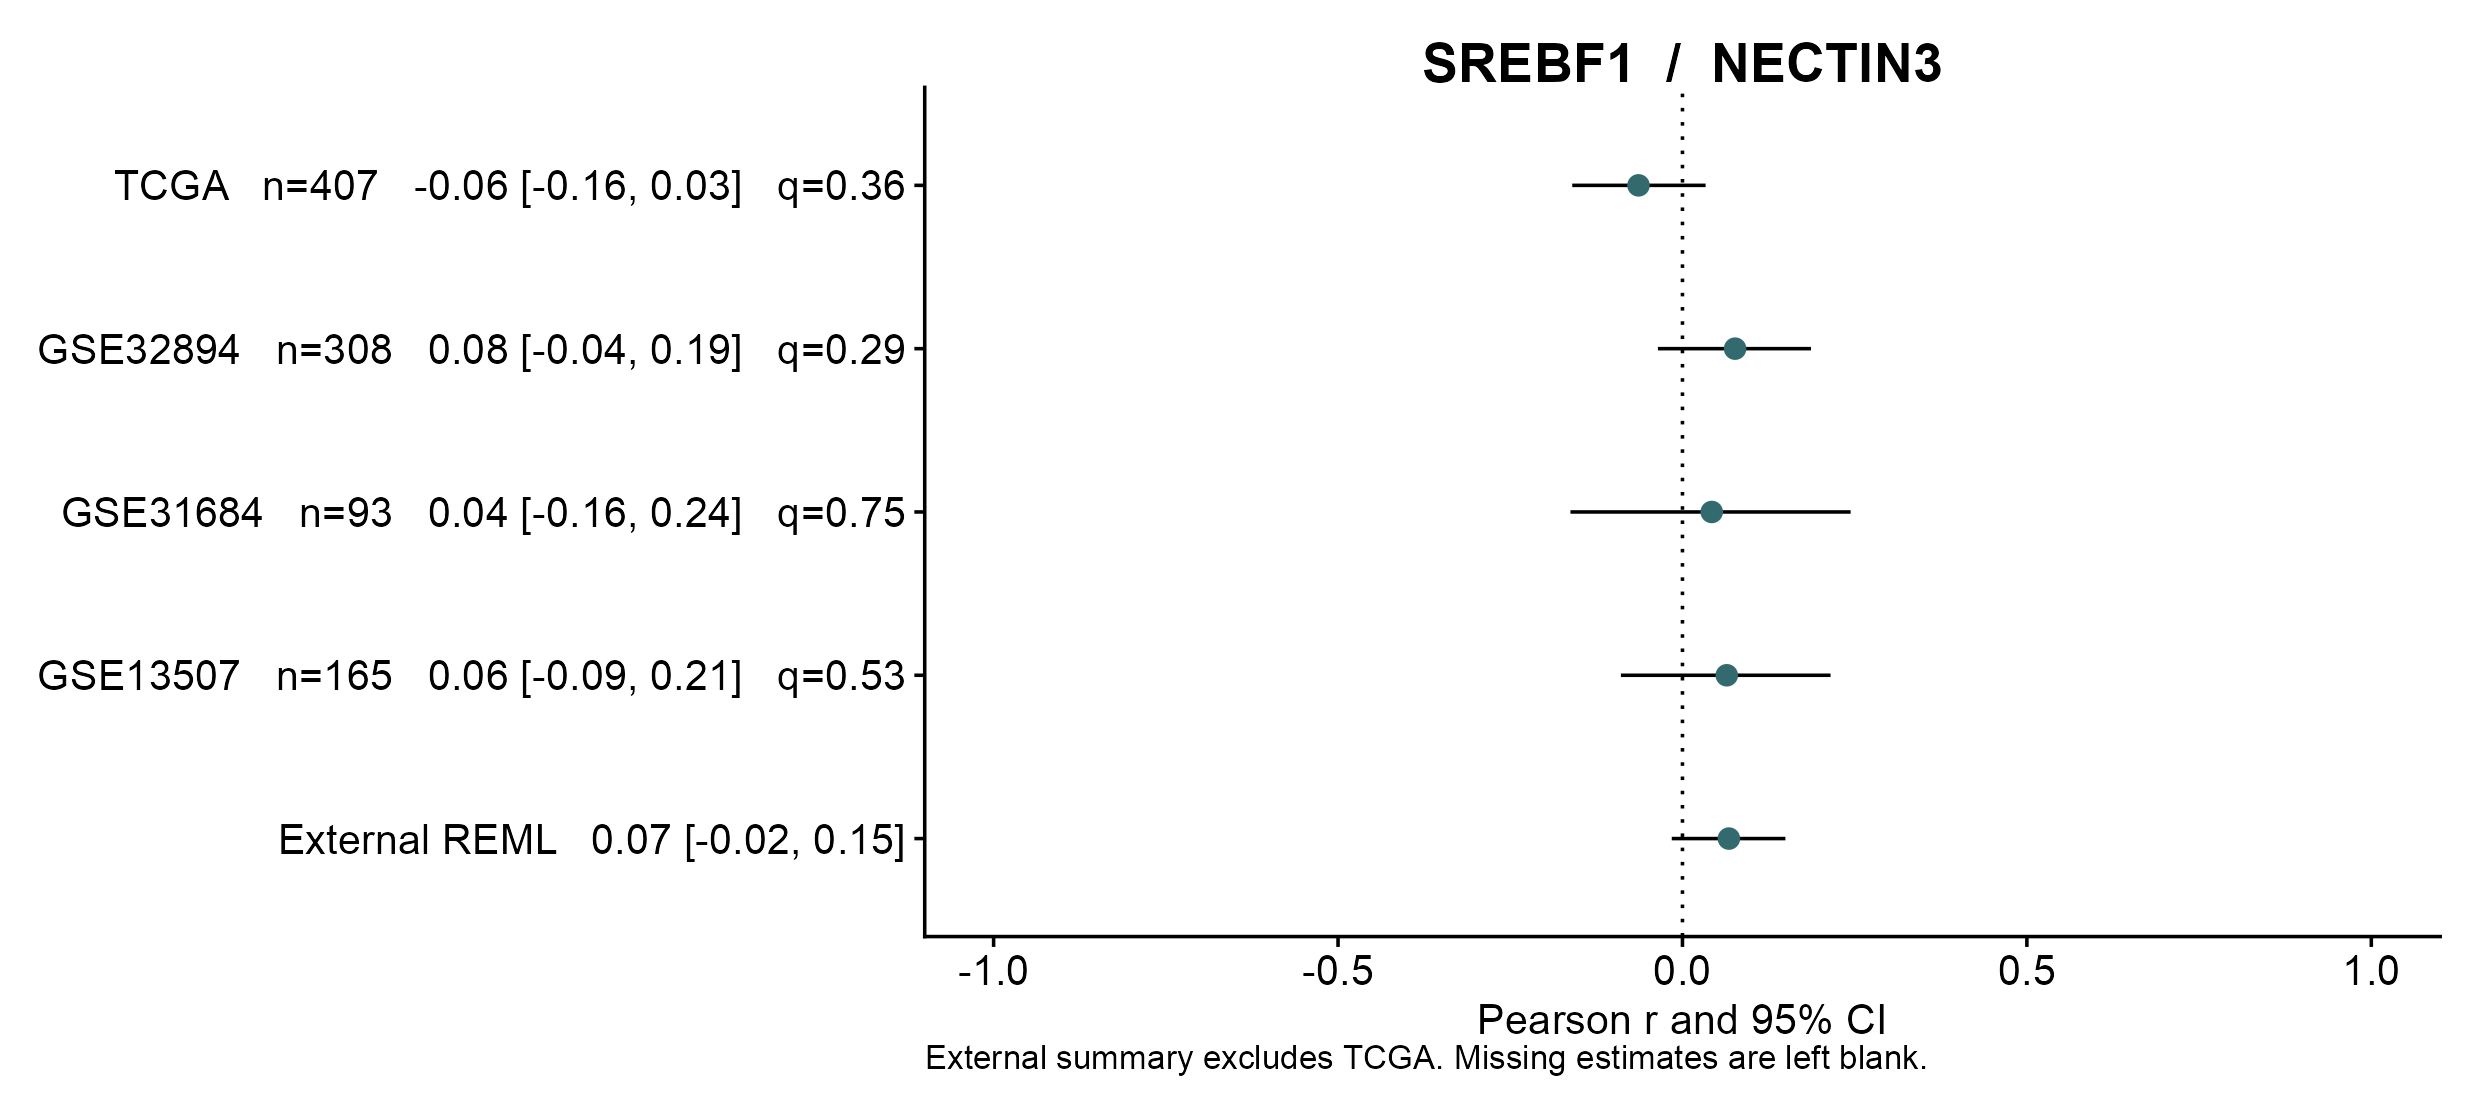 SREBF1 / NECTIN3
TCGA n=407 -0.06 [-0.16, 0.03] q=0.36
GSE32894 n=308 0.08 [-0.04, 0.19] q=0.29
GSE31684 n=93 0.04 [-0.16, 0.24] q=0.75
GSE13507 n=165 0.06 [-0.09, 0.21] q=0.53
External REML 0.07 [-0.02, 0.15]
-1.0 -0.5 0.0 0.5 1.0
Pearson r and 95% CI
External summary excludes TCGA. Missing estimates are left blank.